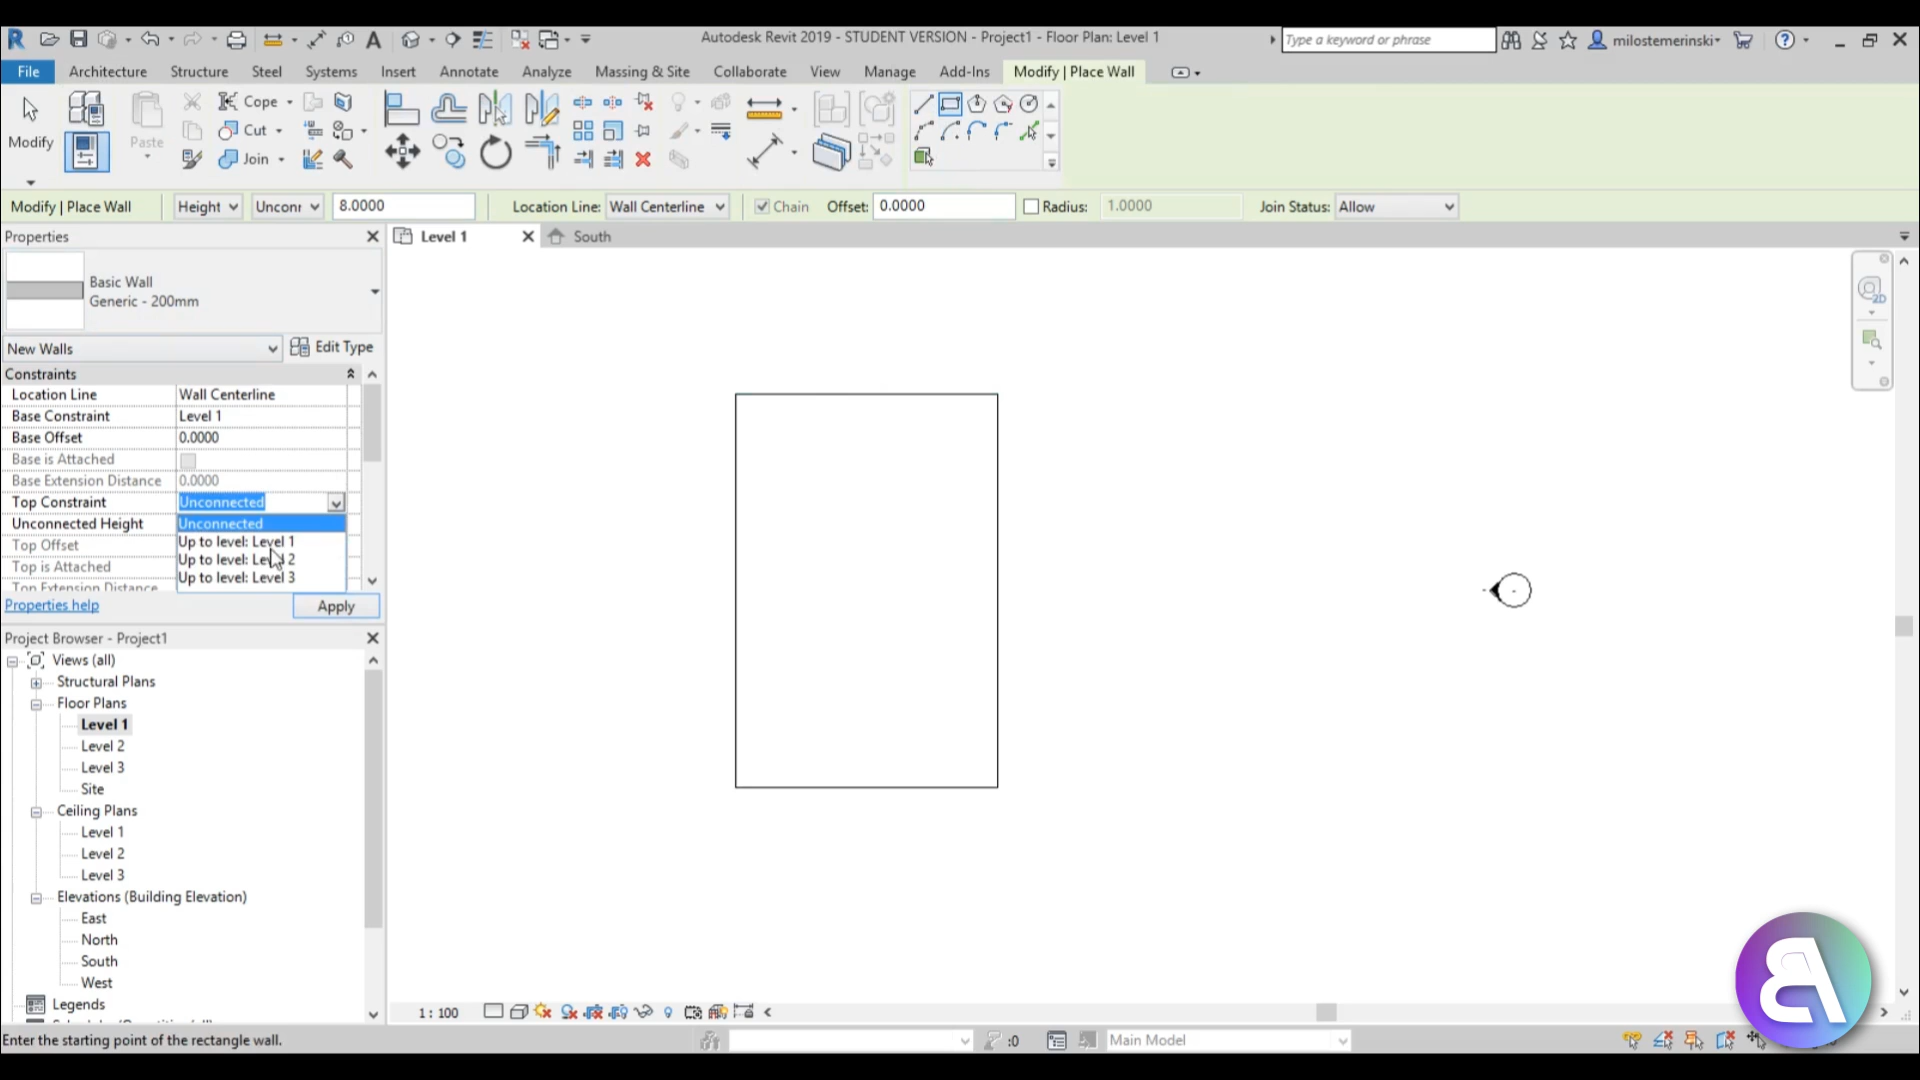 Autodesk Revit 2019 - STUDENT VERSION - Project1 - Floor Plan: Level 1
Type a keyword or phrase
milostemerinski
File Architecture Structure Steel Systems Insert Annotate Analyze Massing & Site Collaborate View Manage Add-Ins Modify | Place Wall
Modify
Paste
Cope
Cut
Join
Modify | Place Wall Height Unconr 8.0000 Location Line: Wall Centerline Chain Offset: 0.0000 Radius: 1.0000 Join Status: Allow
Properties
Level 1
South
Basic Wall
Generic - 200mm
New Walls
Edit Type
Constraints
Location Line Wall Centerline
Base Constraint Level 1
Base Offset 0.0000
Base is Attached
Base Extension Distance 0.0000
Top Constraint Unconnected
Unconnected Height Unconnected
Up to level: Level 1
Top Offset
Up to level: Level 2
Top is Attached
Up to level: Level 3
Top Extension Distance
Properties help
Apply
Project Browser - Project1
Views (all)
Structural Plans
Floor Plans
Level 1
Level 2
Level 3
Site
Ceiling Plans
Level 1
Level 2
Level 3
Elevations (Building Elevation)
East
North
South
West
Legends
1 : 100
Enter the starting point of the rectangle wall.
:0
Main Model